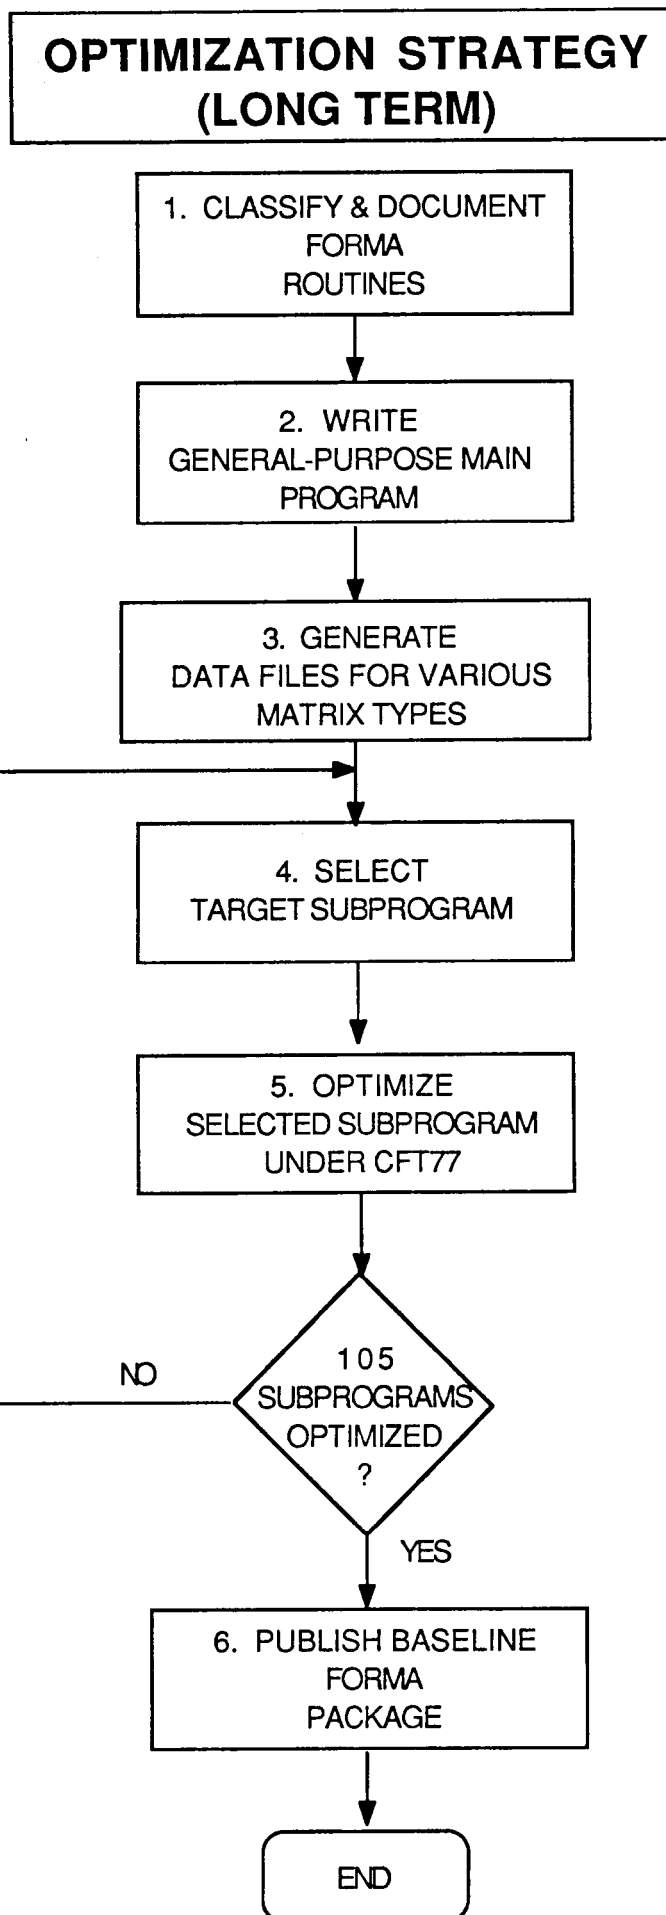 OPTIMIZATION STRATEGY
(LONG TERM)
1. CLASSIFY & DOCUMENT
FORMA
ROUTINES
2. WRITE
GENERAL-PURPOSE MAIN
PROGRAM
3. GENERATE
DATA FILES FOR VARIOUS
MATRIX TYPES
4. SELECT
TARGET SUBPROGRAM
5. OPTIMIZE
SELECTED SUBPROGRAM
UNDER CFT77
NO
105
SUBPROGRAMS
OPTIMIZED
?
YES
6. PUBLISH BASELINE
FORMA
PACKAGE
END